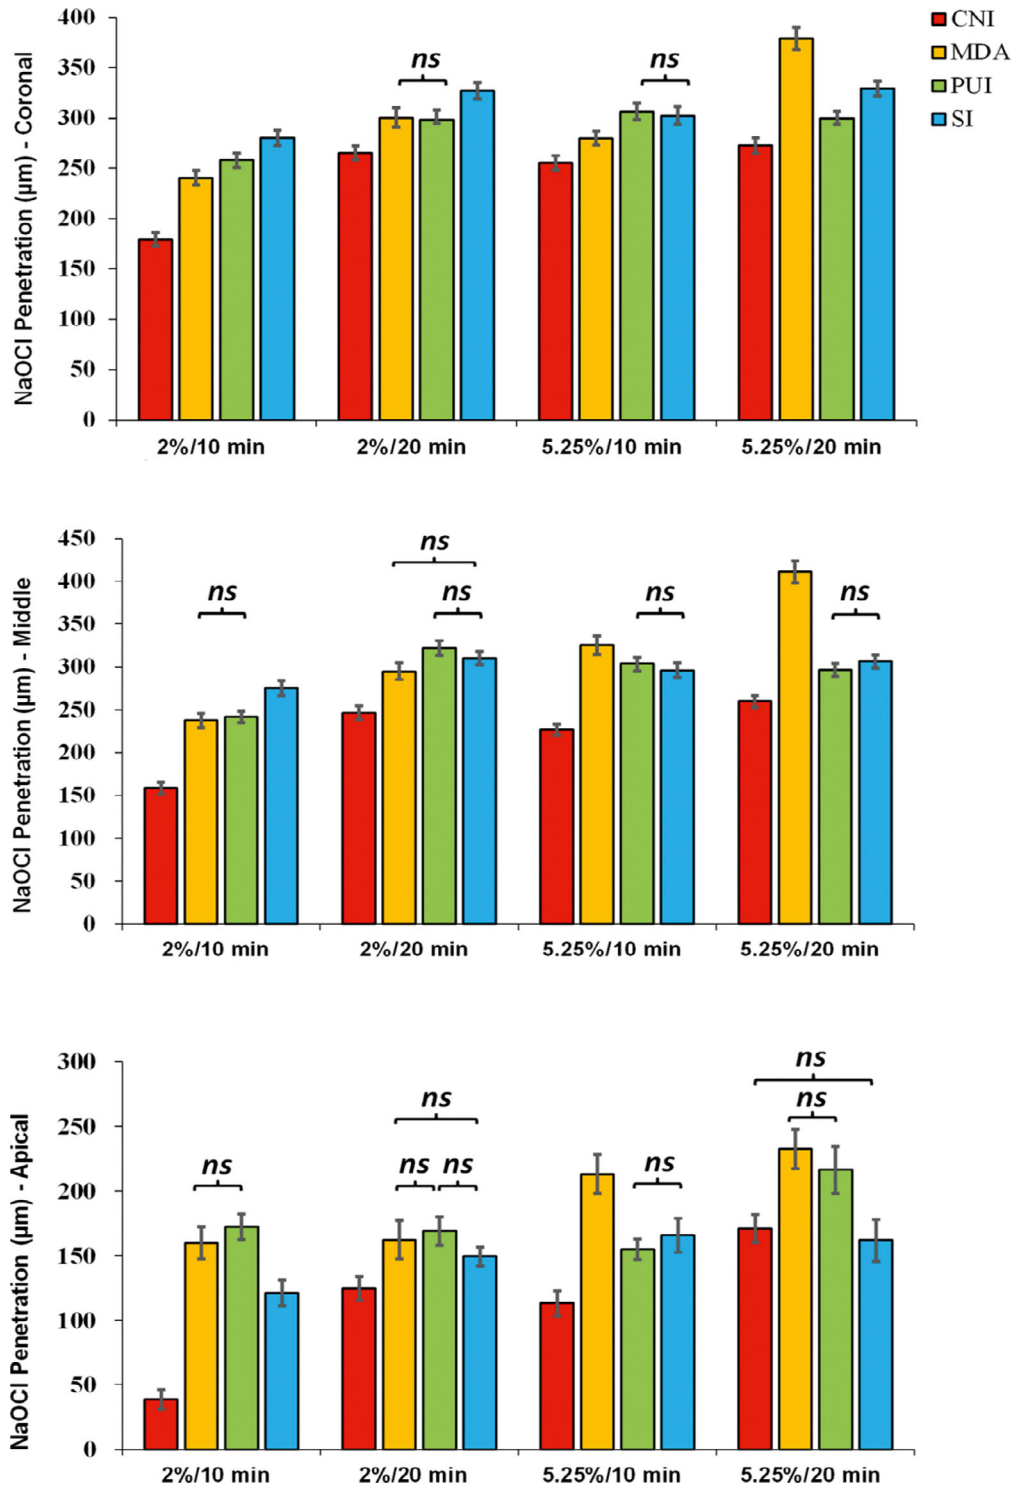 NaOCl Penetration (µm) - Coronal
400
350
300
250
200
150
100
50
0
ns
ns
CNI
MDA
PUI
SI
2%/10 min
2%/20 min
5.25%/10 min
5.25%/20 min
NaOCl Penetration (µm) - Middle
450
400
350
300
250
200
150
100
50
0
ns
ns
ns
ns
ns
2%/10 min
2%/20 min
5.25%/10 min
5.25%/20 min
NaOCl Penetration (µm) - Apical
300
250
200
150
100
50
0
ns
ns
ns
ns
ns
ns
ns
2%/10 min
2%/20 min
5.25%/10 min
5.25%/20 min